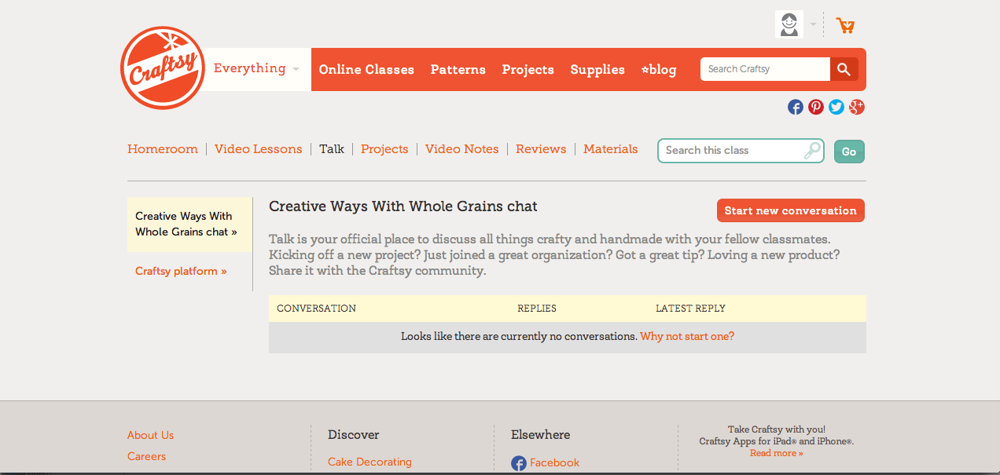 Craftsy
Everything
Online Classes Patterns Projects Supplies ☆blog
Search Craftsy
Homeroom | Video Lessons | Talk | Projects | Video Notes | Reviews | Materials
Search this class
Go
Creative Ways With
Whole Grains chat »
Craftsy platform »
Creative Ways With Whole Grains chat
Start new conversation
Talk is your official place to discuss all things crafty and handmade with your fellow classmates.
Kicking off a new project? Just joined a great organization? Got a great tip? Loving a new product?
Share it with the Craftsy community.
CONVERSATION REPLIES LATEST REPLY
Looks like there are currently no conversations. Why not start one?
About Us
Careers
Discover
Cake Decorating
Elsewhere
Facebook
Take Craftsy with you!
Craftsy Apps for iPad® and iPhone®.
Read more »